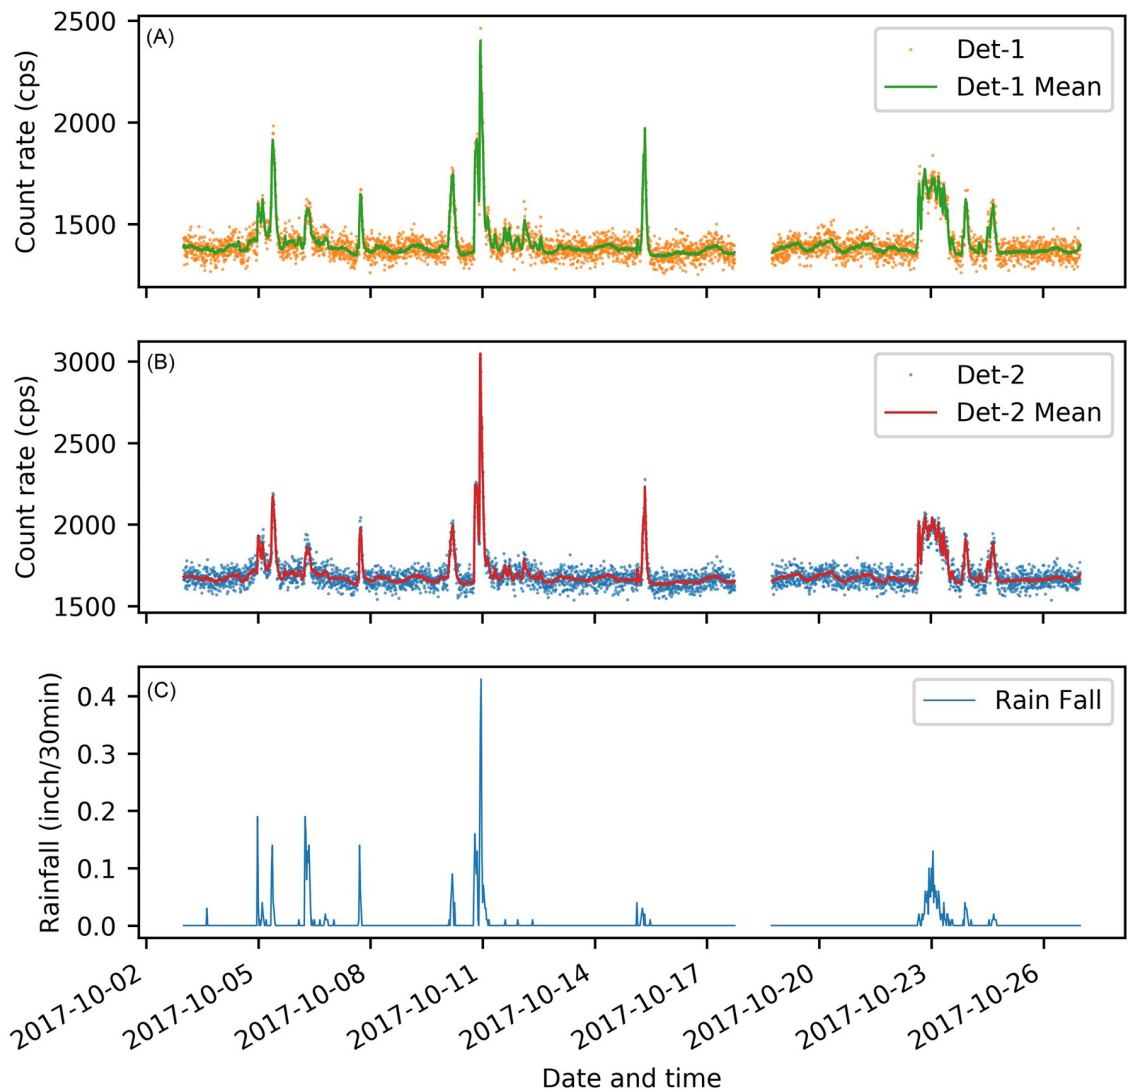 (A)
2500
2000
1500
Count rate (cps)
Det-1
Det-1 Mean
(B)
3000
2500
2000
1500
Count rate (cps)
Det-2
Det-2 Mean
(C)
0.4
0.3
0.2
0.1
0.0
Rainfall (inch/30min)
Rain Fall
2017-10-02
2017-10-05
2017-10-08
2017-10-11
2017-10-14
2017-10-17
2017-10-20
2017-10-23
2017-10-26
Date and time